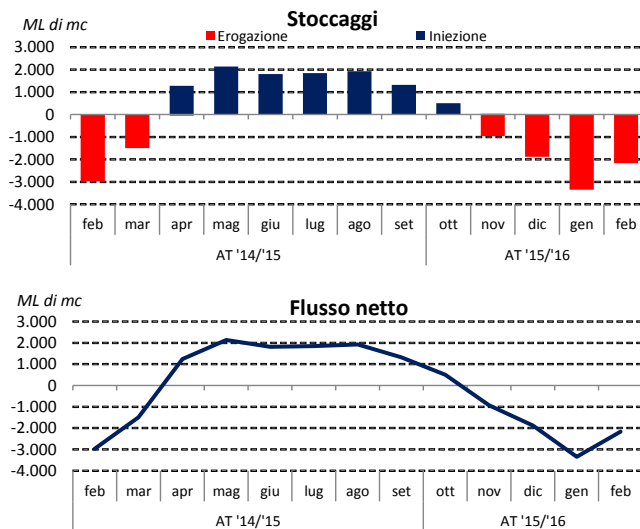 Stoccaggi
ML di mc
Erogazione Iniezione
3.000
2.000
1.000
0
-1.000
-2.000
-3.000
-4.000
feb mar apr mag giu lug ago set ott nov dic gen feb
AT '14/'15 AT '15/'16
Flusso netto
ML di mc
3.000
2.000
1.000
0
-1.000
-2.000
-3.000
-4.000
feb mar apr mag giu lug ago set ott nov dic gen feb
AT '14/'15 AT '15/'16